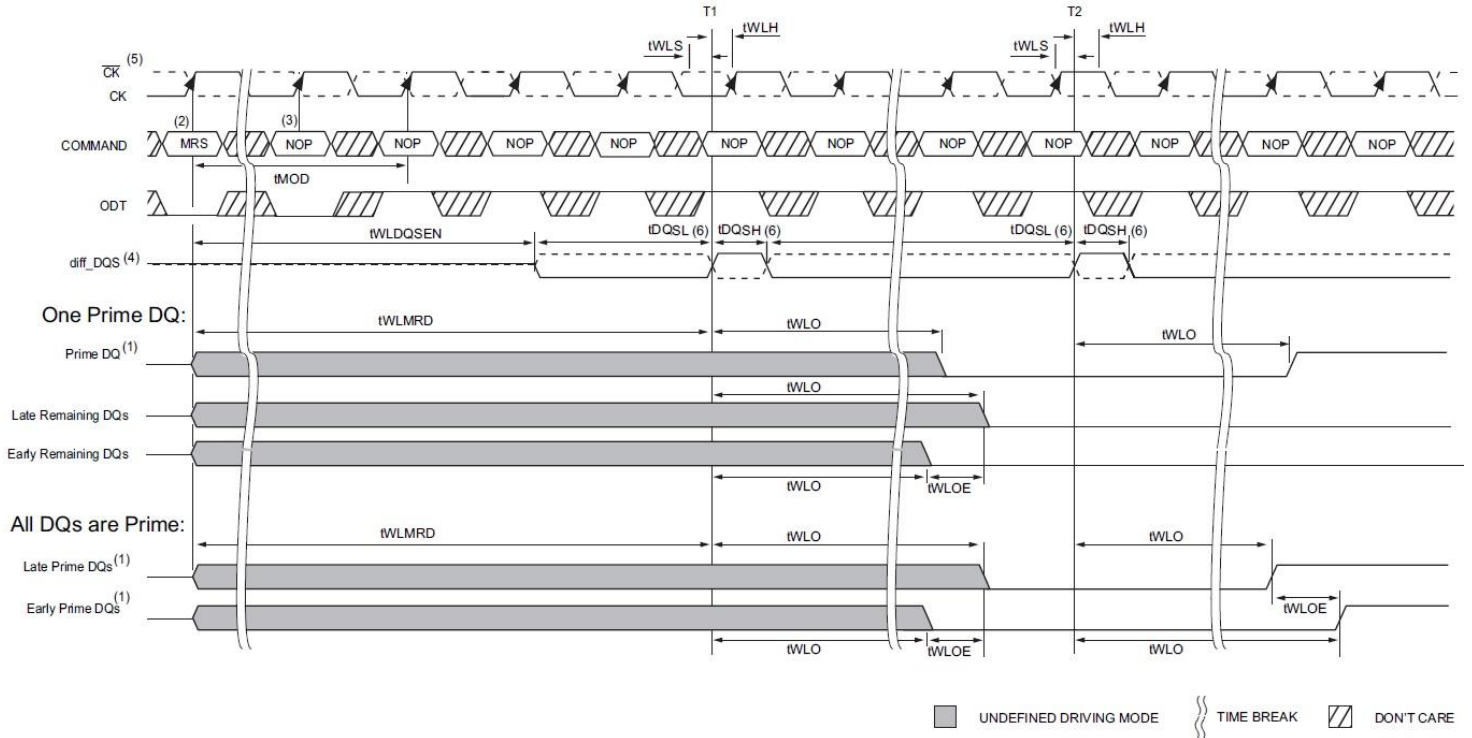 T1 T2
tWLH tWLH
tWLS tWLS
CK (5)
CK
(2) (3)
COMMAND MRS NOP NOP NOP NOP NOP NOP NOP NOP NOP NOP NOP
tMOD
ODT
tWLDQSEN tDQSL (6) tDQSH (6) tDQSL (6) tDQSH (6)
diff_DQS (4)
One Prime DQ:
tWLMRD tWLO
tWLO
Prime DQ (1)
tWLO
Late Remaining DQs
Early Remaining DQs
tWLO tWLOE
All DQs are Prime:
tWLMRD tWLO tWLO
Late Prime DQs (1)
Early Prime DQs (1)
tWLOE
tWLO tWLOE tWLO
UNDEFINED DRIVING MODE TIME BREAK DON'T CARE